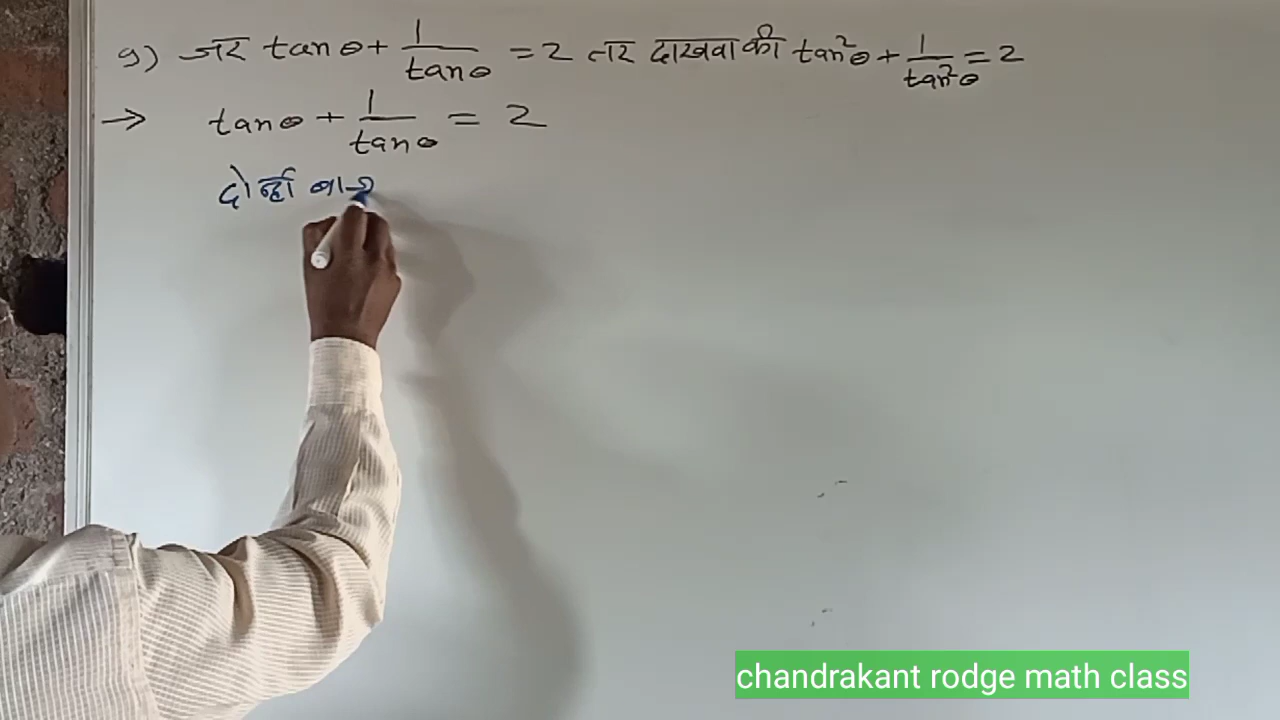 १) जर tanθ + 1/tanθ = 2 तर दाखवा की tan²θ + 1/tan²θ = 2
→ tanθ + 1/tanθ = 2
दोन्ही
chandrakant rodge math class